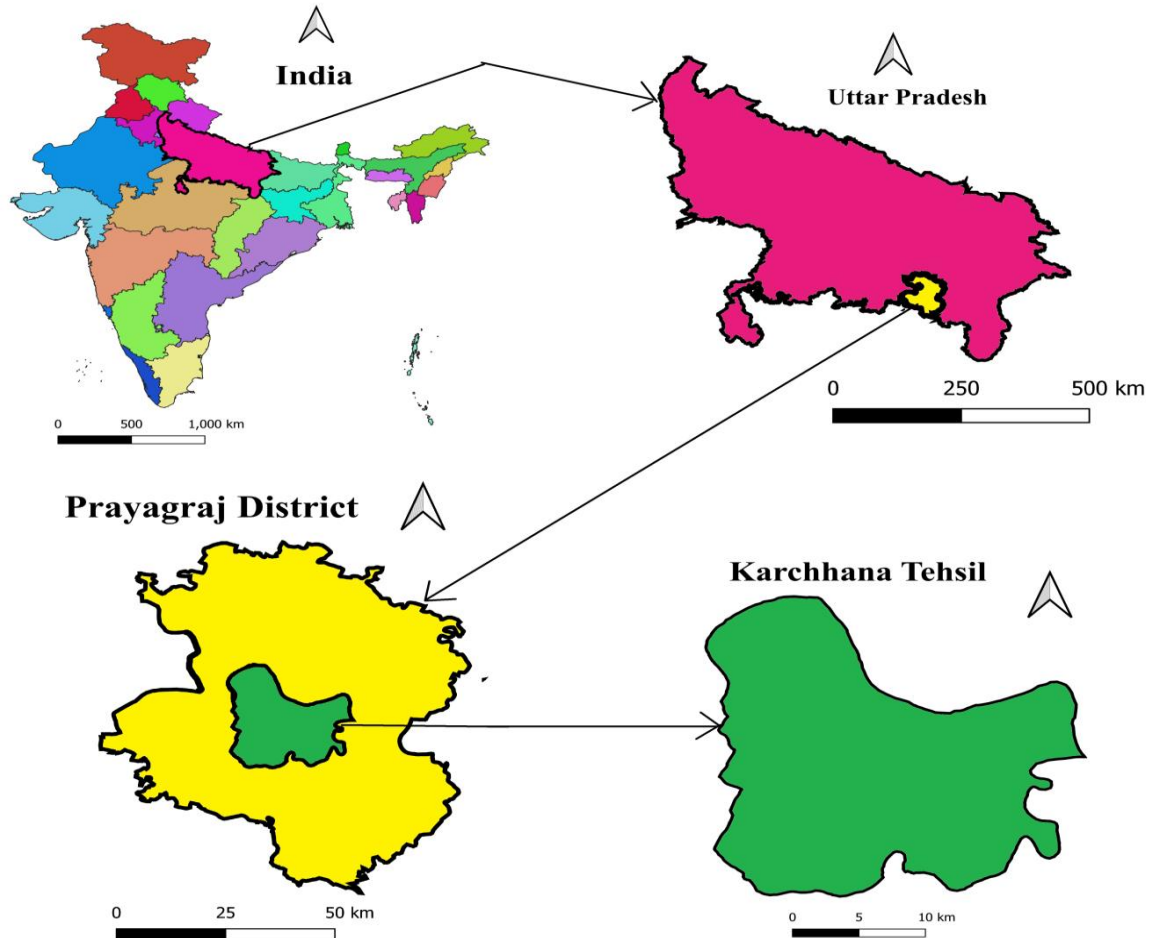 India
Uttar Pradesh
0 500 1,000 km
0 250 500 km
Prayagraj District
Karchhana Tehsil
0 25 50 km
0 5 10 km